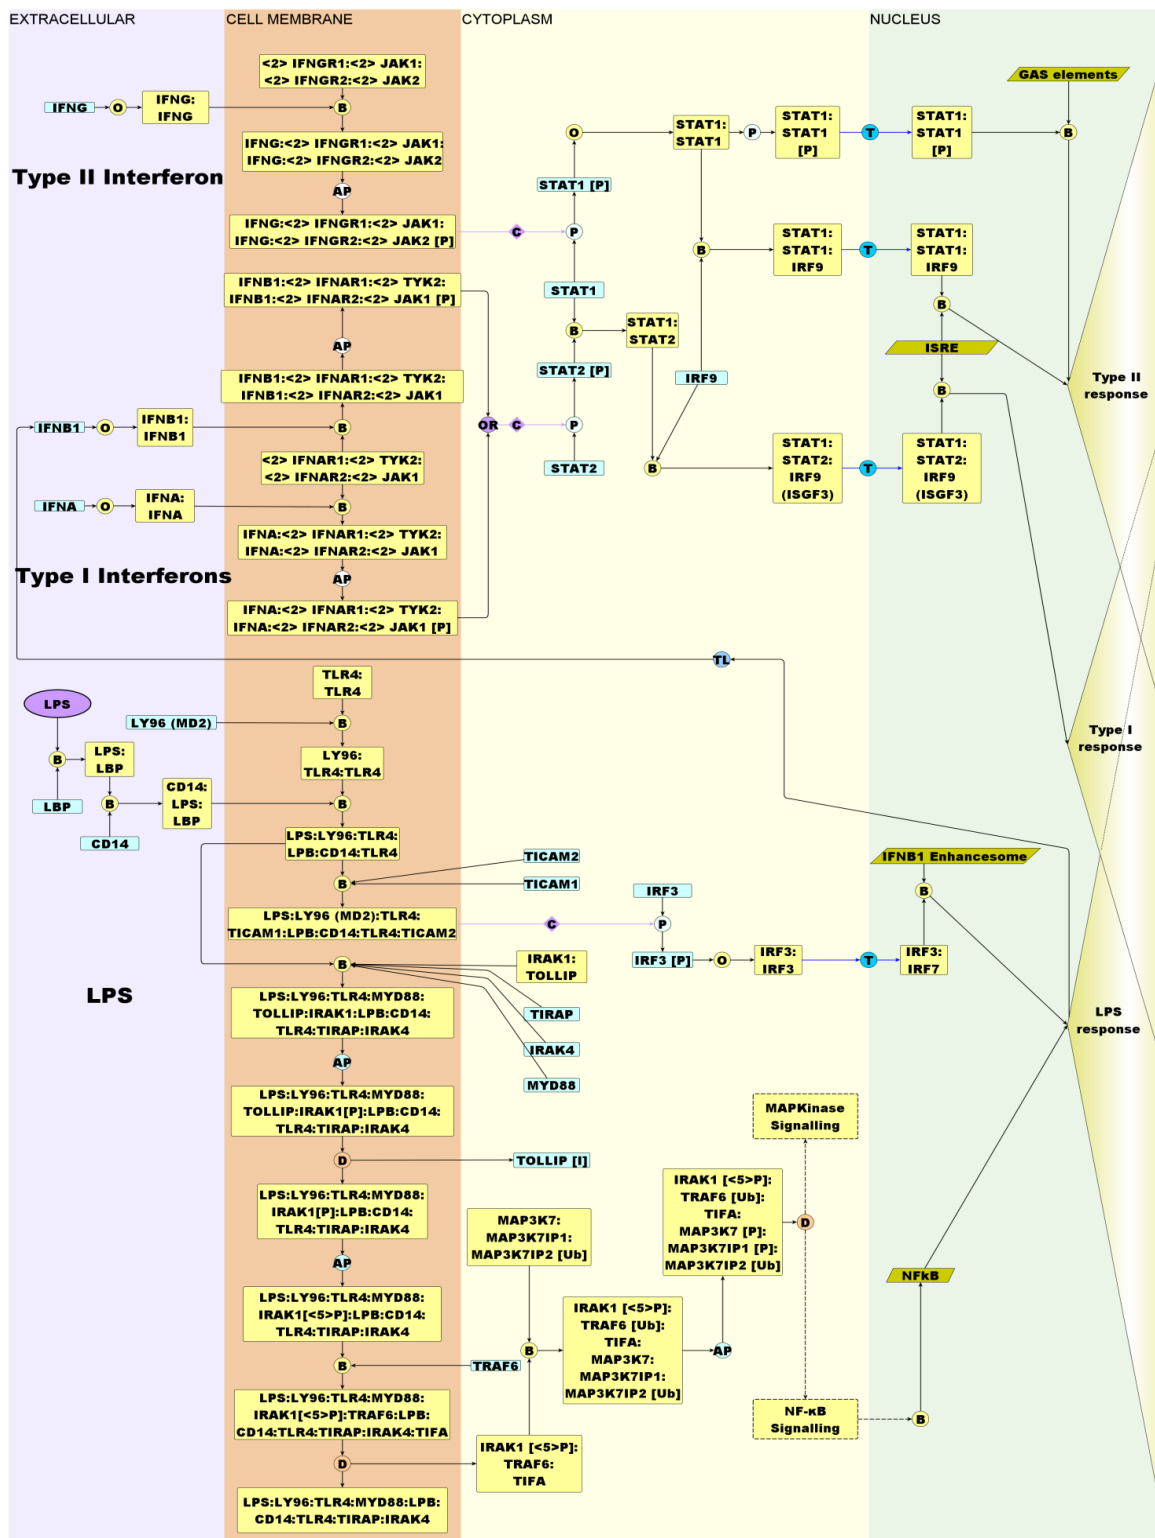 EXTRACELLULAR
CELL MEMBRANE
CYTOPLASM
NUCLEUS
<2> IFNGR1:<2> JAK1:
<2> IFNGR2:<2> JAK2
GAS elements
IFNG
O
IFNG:
IFNG
B
IFNG:<2> IFNGR1:<2> JAK1:
IFNG:<2> IFNGR2:<2> JAK2
AP
IFNG:<2> IFNGR1:<2> JAK1:
IFNG:<2> IFNGR2:<2> JAK2 [P]
Type II Interferon
C
P
STAT1 [P]
O
STAT1:
STAT1
P
STAT1:
STAT1
[P]
T
STAT1:
STAT1
[P]
B
IFNB1:<2> IFNAR1:<2> TYK2:
IFNB1:<2> IFNAR2:<2> JAK1 [P]
AP
IFNB1:<2> IFNAR1:<2> TYK2:
IFNB1:<2> IFNAR2:<2> JAK1
STAT1
B
STAT1:
STAT2
STAT2 [P]
B
STAT1:
STAT1:
IRF9
T
STAT1:
STAT1:
IRF9
B
ISRE
B
IRF9
Type II
response
IFNB1
O
IFNB1:
IFNB1
B
OR
C
P
STAT2
<2> IFNAR1:<2> TYK2:
<2> IFNAR2:<2> JAK1
B
STAT1:
STAT2:
IRF9
(ISGF3)
T
STAT1:
STAT2:
IRF9
(ISGF3)
IFNA
O
IFNA:
IFNA
B
IFNA:<2> IFNAR1:<2> TYK2:
IFNA:<2> IFNAR2:<2> JAK1
AP
Type I Interferons
IFNA:<2> IFNAR1:<2> TYK2:
IFNA:<2> IFNAR2:<2> JAK1 [P]
TL
TLR4:
TLR4
LPS
LY96 (MD2)
B
Type I
response
B
LPS:
LBP
LY96:
TLR4:TLR4
LBP
B
CD14:
LPS:
LBP
B
CD14
LPS:LY96:TLR4:
LPB:CD14:TLR4
TICAM2
IFNB1 Enhancesome
B
TICAM1
IRF3
B
LPS:LY96 (MD2):TLR4:
TICAM1:LPB:CD14:TLR4:TICAM2
C
P
B
IRAK1:
TOLLIP
IRF3 [P]
O
IRF3:
IRF3
T
IRF3:
IRF7
LPS
LPS:LY96:TLR4:MYD88:
TOLLIP:IRAK1:LPB:CD14:
TLR4:TIRAP:IRAK4
TIRAP
LPS
response
AP
IRAK4
MYD88
LPS:LY96:TLR4:MYD88:
TOLLIP:IRAK1[P]:LPB:CD14:
TLR4:TIRAP:IRAK4
MAPKinase
Signalling
D
TOLLIP [I]
LPS:LY96:TLR4:MYD88:
IRAK1[P]:LPB:CD14:
TLR4:TIRAP:IRAK4
MAP3K7:
MAP3K7IP1:
MAP3K7IP2 [Ub]
IRAK1 [<5>P]:
TRAF6 [Ub]:
TIFA:
MAP3K7 [P]:
MAP3K7IP1 [P]:
MAP3K7IP2 [Ub]
D
AP
NFkB
LPS:LY96:TLR4:MYD88:
IRAK1[<5>P]:LPB:CD14:
TLR4:TIRAP:IRAK4
B
IRAK1 [<5>P]:
TRAF6 [Ub]:
TIFA:
MAP3K7:
MAP3K7IP1:
MAP3K7IP2 [Ub]
AP
B
TRAF6
LPS:LY96:TLR4:MYD88:
IRAK1[<5>P]:TRAF6:LPB:
CD14:TLR4:TIRAP:IRAK4:TIFA
NF-κB
Signalling
B
D
IRAK1 [<5>P]:
TRAF6:
TIFA
LPS:LY96:TLR4:MYD88:LPB:
CD14:TLR4:TIRAP:IRAK4